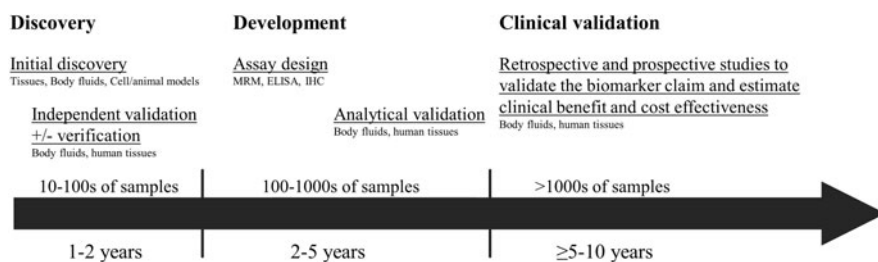 Discovery
Initial discovery
Tissues, Body fluids, Cell/animal models
Independent validation
+/- verification
Body fluids, human tissues
Development
Assay design
MRM, ELISA, IHC
Analytical validation
Body fluids, human tissues
Clinical validation
Retrospective and prospective studies to
validate the biomarker claim and estimate
clinical benefit and cost effectiveness
Body fluids, human tissues
10-100s of samples
100-1000s of samples
>1000s of samples
1-2 years
2-5 years
≥5-10 years